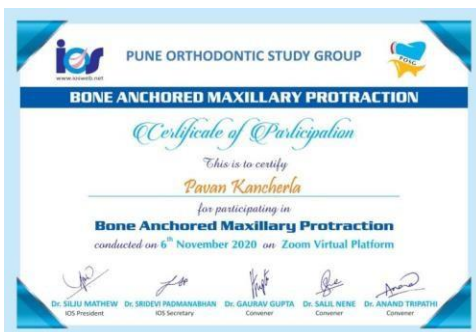 ios
www.iosweb.net
PUNE ORTHODONTIC STUDY GROUP
POSG
BONE ANCHORED MAXILLARY PROTRACTION
Certificate of Participation
This is to certify
Pavan Kancherla
for participating in
Bone Anchored Maxillary Protraction
conducted on 6th November 2020 on Zoom Virtual Platform
Dr. SILJU MATHEW Dr. SRIDEVI PADMANABHAN Dr. GAURAV GUPTA Dr. SALIL NENE Dr. ANAND TRIPATHI
IOS President IOS Secretary Convener Convener Convener